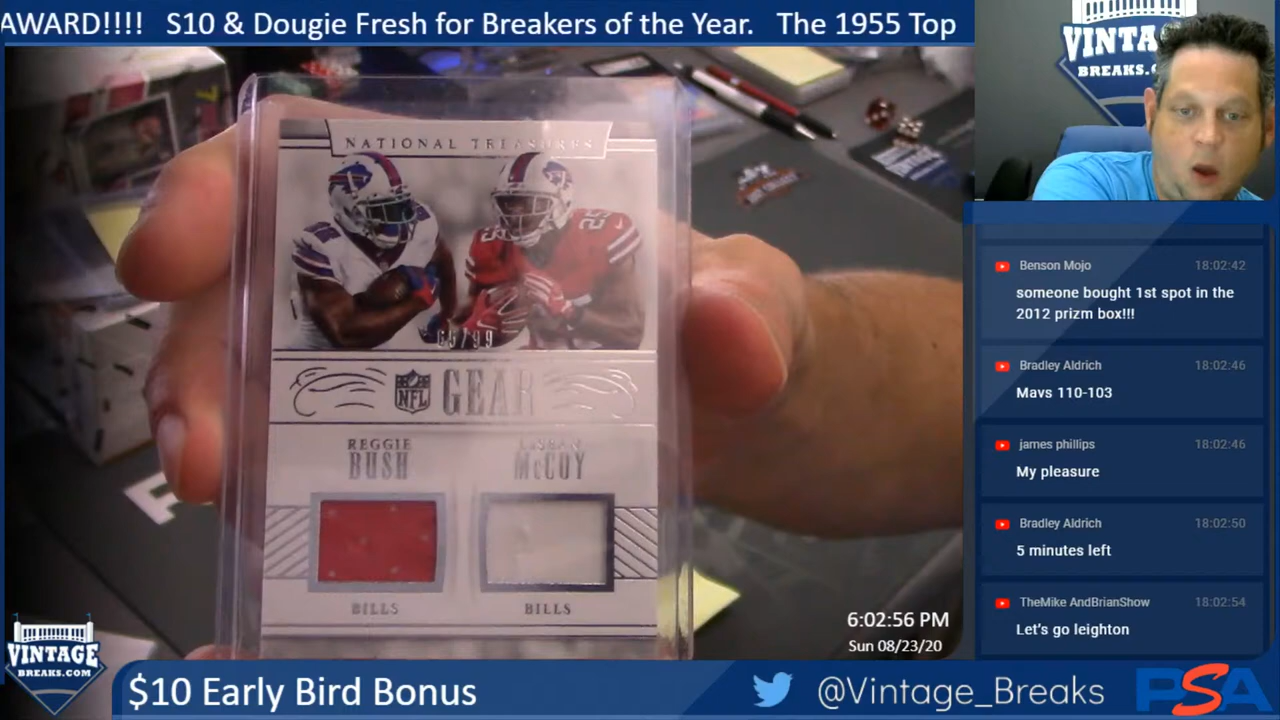 AWARD!!!! S10 & Dougie Fresh for Breakers of the Year. The 1955 Top
VINTA
BREAKS.C
NATIONAL TREASURES
/99
NFL GEAR
REGGIE
BUSH
McCOY
BILLS
BILLS
Benson Mojo 18:02:42
someone bought 1st spot in the
2012 prizm box!!!
Bradley Aldrich 18:02:46
Mavs 110-103
james phillips 18:02:46
My pleasure
Bradley Aldrich 18:02:50
5 minutes left
TheMike AndBrianShow 18:02:54
Let's go leighton
6:02:56 PM
Sun 08/23/20
VINTAGE
BREAKS.COM
$10 Early Bird Bonus
@Vintage_Breaks
PSA